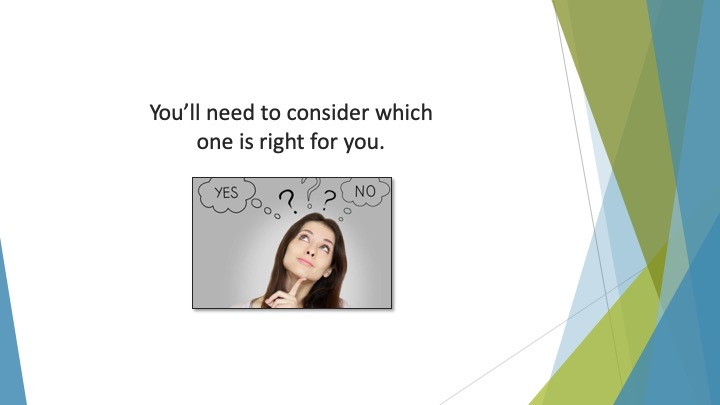 You’ll need to consider which
one is right for you.
YES
? ? ?
NO